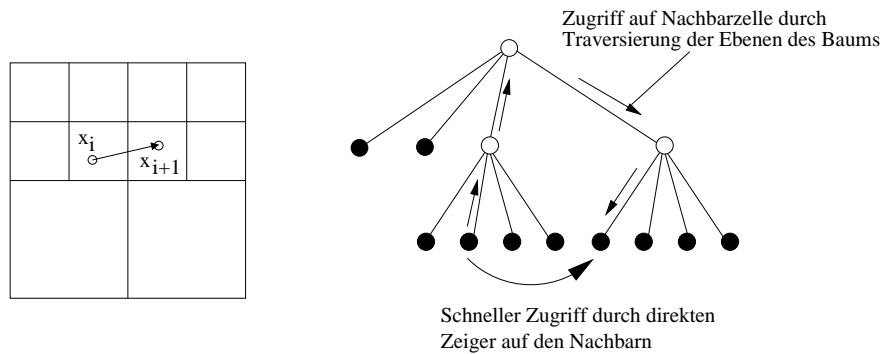 Zugriff auf Nachbarzelle durch
Traversierung der Ebenen des Baums
x_i
x_{i+1}
Schneller Zugriff durch direkten
Zeiger auf den Nachbarn